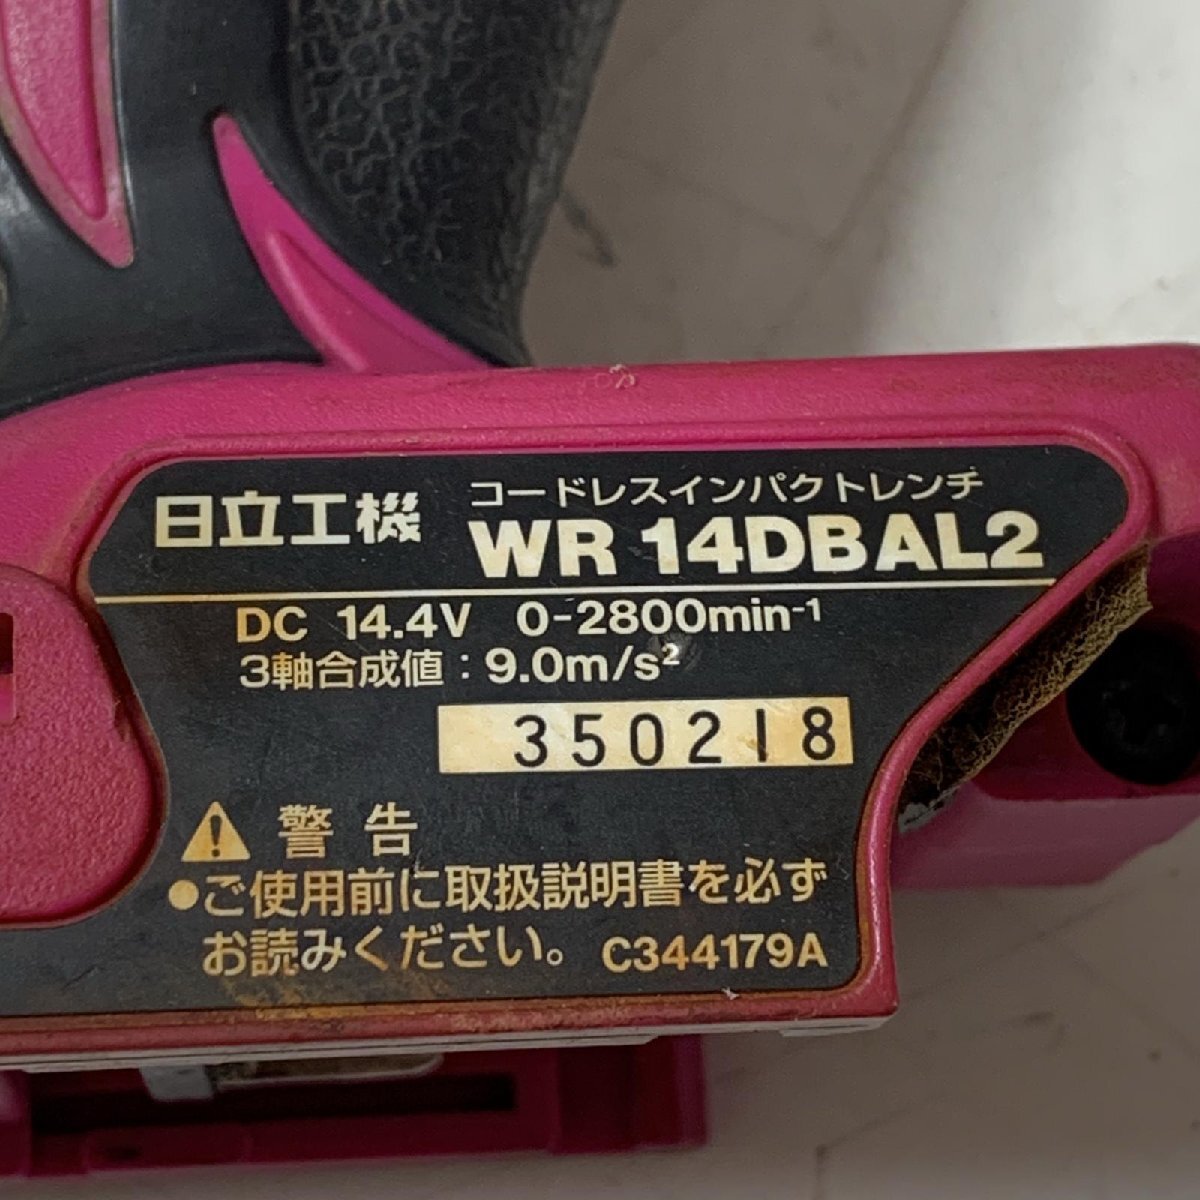 日立工機 コードレスインパクトレンチ
WR 14DBAL2
DC 14.4V 0-2800min-1
3軸合成値：9.0m/s²
350218
警告
●ご使用前に取扱説明書を必ず
お読みください。 C344179A